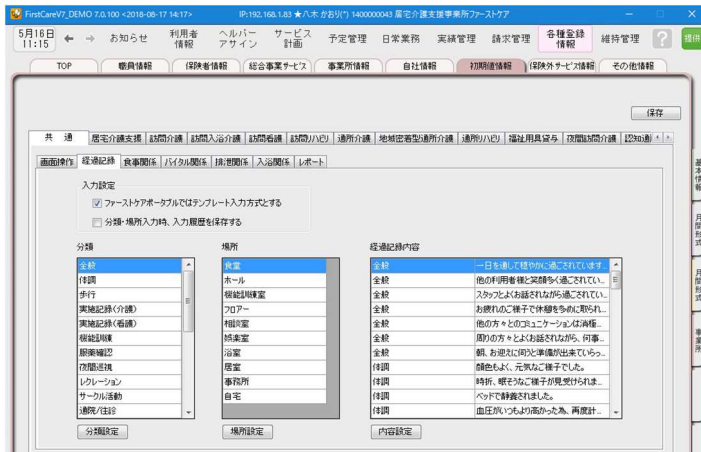 FirstCareV7_DEMO 7.0.100 <2018-08-17 14:17> IP:192.168.1.83 ★八木 かおり(*) 1400000043 居宅介護支援事業所ファーストケア
5月16日
11:15
お知らせ
利用者
情報
ヘルパー
アサイン
サービス
計画
予定管理
日常業務
実績管理
請求管理
各種登録
情報
維持管理
?
提供
TOP
職員情報
保険者情報
総合事業サービス
事業所情報
自社情報
初期値情報
保険外サービス情報
その他情報
保存
共 通
居宅介護支援
訪問介護
訪問入浴介護
訪問看護
訪問リハビリ
通所介護
地域密着型通所介護
通所リハビリ
福祉用具貸与
夜間訪問介護
認知通
画面操作
経過記録
食事関係
バイタル関係
排泄関係
入浴関係
レポート
入力設定
ファーストケアポータブルではテンプレート入力方式とする
分類・場所入力時、入力履歴を保存する
分類
全般
体調
歩行
実施記録(介護)
実施記録(看護)
機能訓練
服薬確認
夜間巡視
レクレーション
サークル活動
通院/往診
分類設定
場所
食堂
ホール
機能訓練室
フロアー
相談室
娯楽室
浴室
居室
事務所
自宅
場所設定
経過記録内容
全般 一日を通して穏やかに過ごされています...
全般 他の利用者様と笑顔多く過ごされてい...
全般 スタッフとよくお話されながら過ごされてい...
全般 お疲れのご様子で休憩を多めに取られ...
全般 他の方々とのコミュニケーションは消極...
全般 周りの方々とよくお話されながら、何事...
全般 朝、お迎えに伺うと準備が出来ていらっ...
体調 顔色もよく、元気なご様子でした。
体調 時折、眠そうなご様子が見受けられま...
体調 ベッドで静養されました。
体調 血圧がいつもより高かった為、再度計...
内容設定
基本情報
月間形式
月間形式
事業所